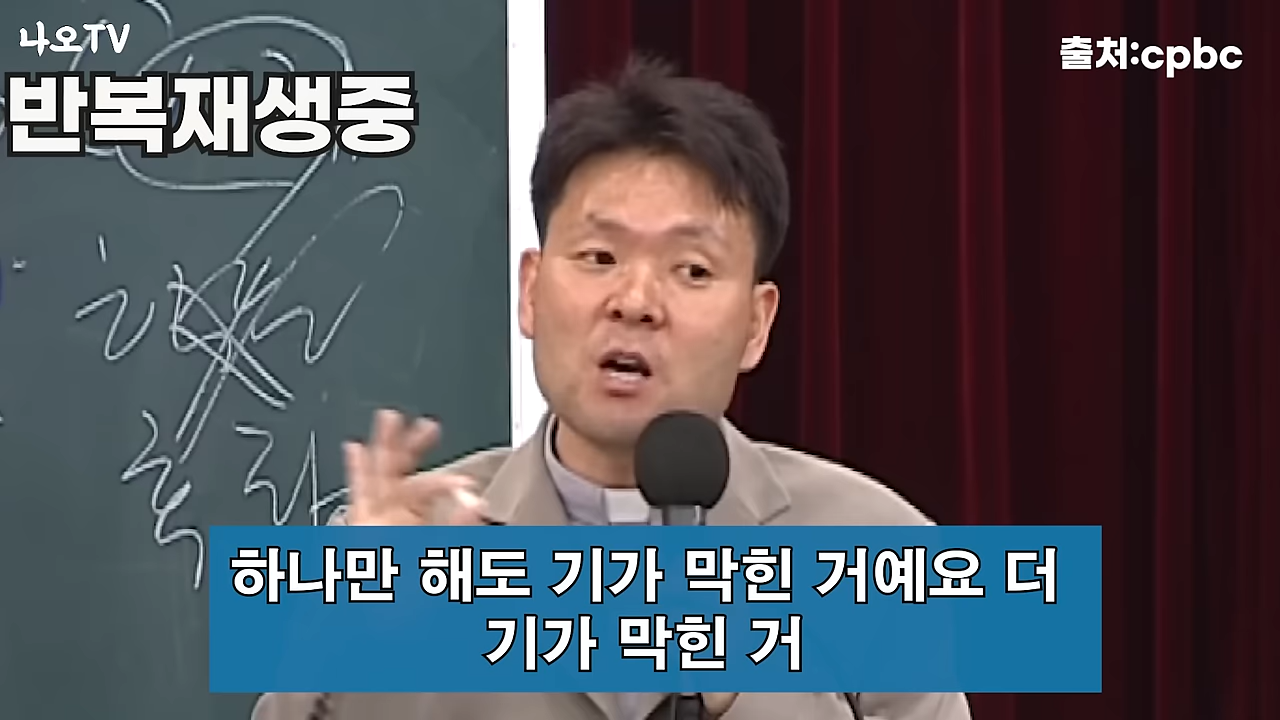 나오TV
출처:cpbc
반복재생중
하나만 해도 기가 막힌 거예요 더
기가 막힌 거